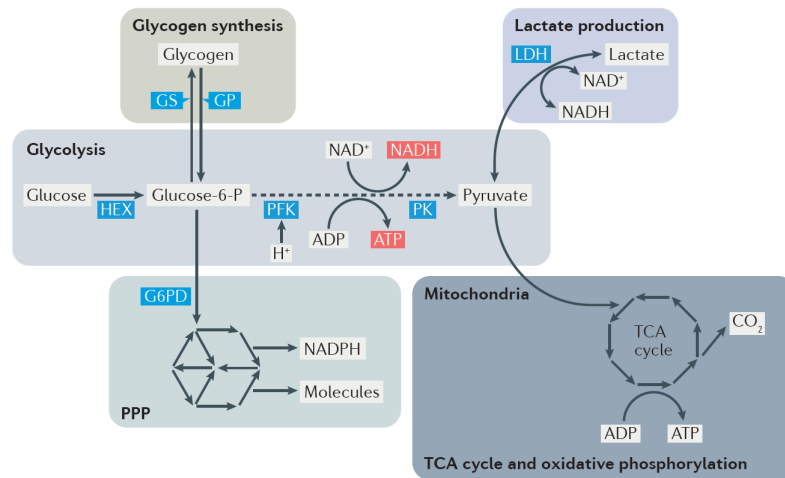 Glycogen synthesis
Glycogen
GS
GP
Lactate production
LDH
Lactate
NAD⁺
NADH
Glycolysis
NAD⁺
NADH
Glucose
Glucose-6-P
Pyruvate
HEX
PFK
PK
H⁺
ADP
ATP
G6PD
NADPH
Molecules
PPP
Mitochondria
TCA
cycle
CO₂
ADP
ATP
TCA cycle and oxidative phosphorylation